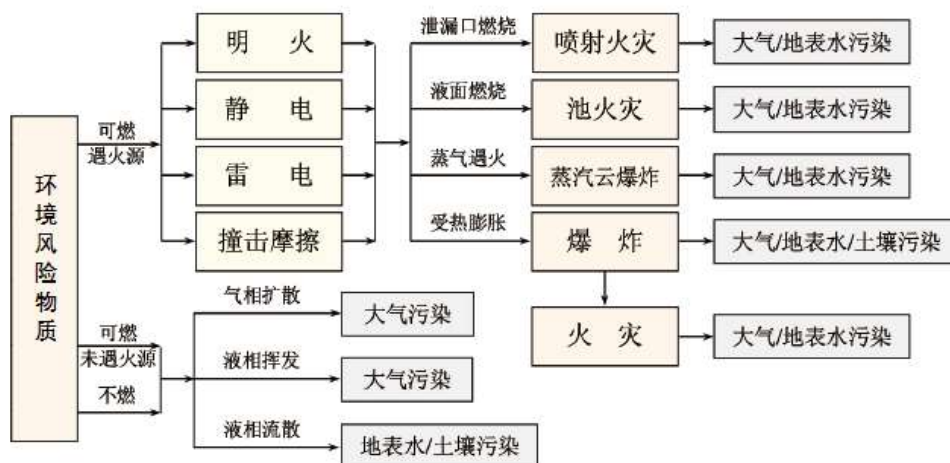 环境风险物质
可燃
遇火源
明 火
静 电
雷 电
撞击摩擦
泄漏口燃烧
喷射火灾
大气/地表水污染
液面燃烧
池火灾
大气/地表水污染
蒸气遇火
蒸汽云爆炸
大气/地表水污染
受热膨胀
爆 炸
大气/地表水/土壤污染
火 灾
大气/地表水污染
可燃
未遇火源
不燃
气相扩散
大气污染
液相挥发
大气污染
液相流散
地表水/土壤污染